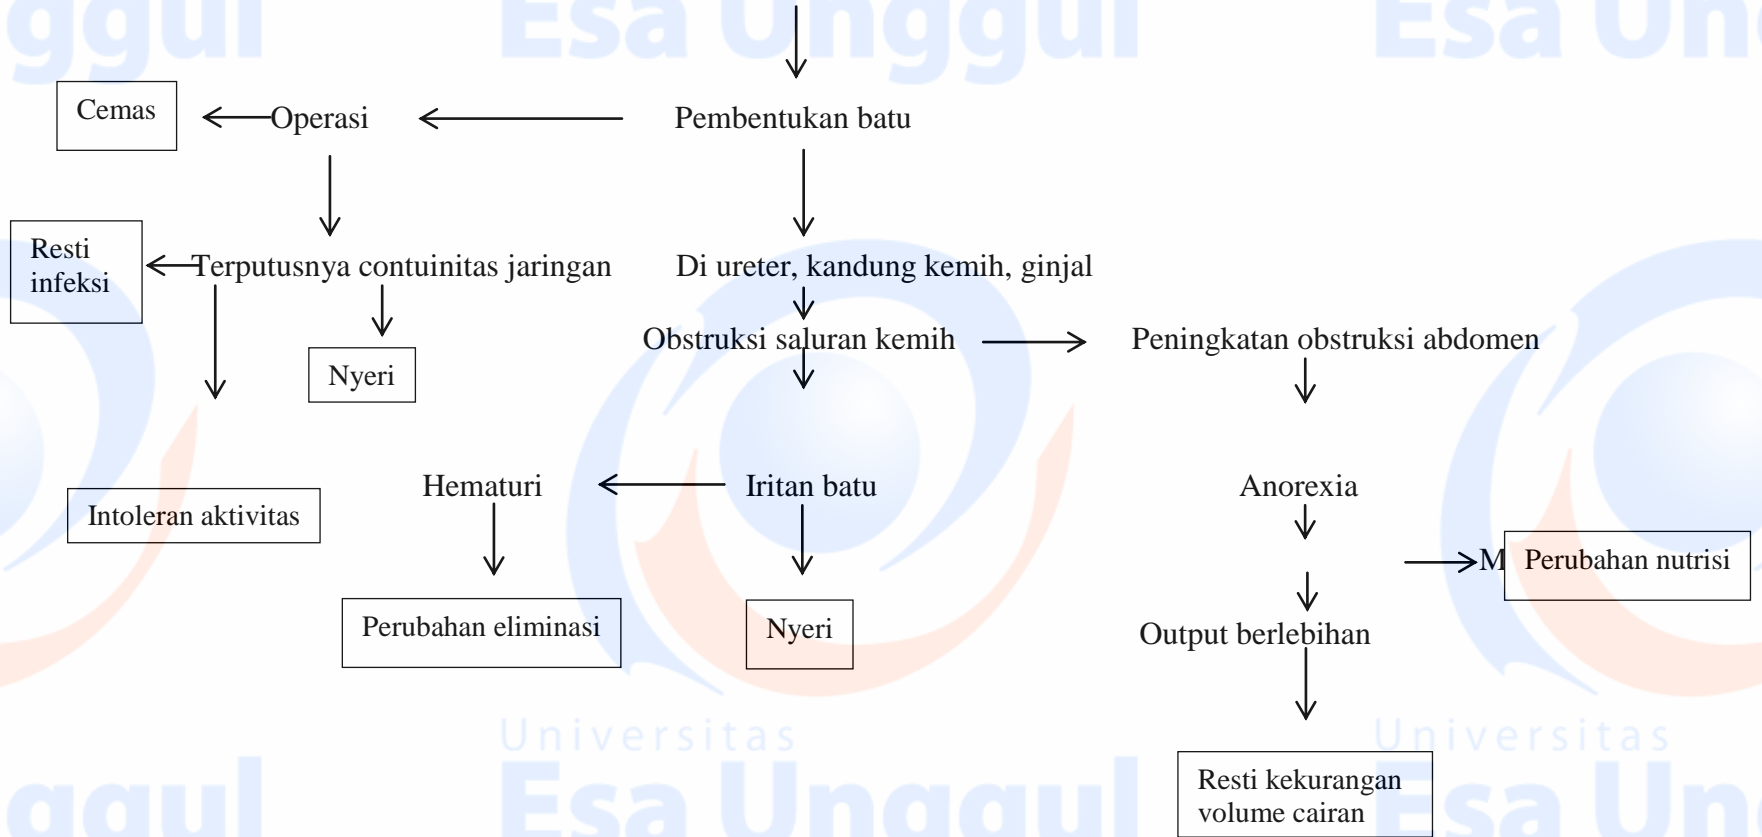 Esa Unggul
Cemas
Operasi
Pembentukan batu
Resti
infeksi
Terputusnya contuinitas jaringan
Di ureter, kandung kemih, ginjal
Obstruksi saluran kemih
Peningkatan obstruksi abdomen
Nyeri
Hematuri
Iritan batu
Anorexia
Intoleran aktivitas
M
Perubahan nutrisi
Perubahan eliminasi
Nyeri
Output berlebihan
Universitas
Universitas
Esa Unggul
Resti kekurangan
volume cairan